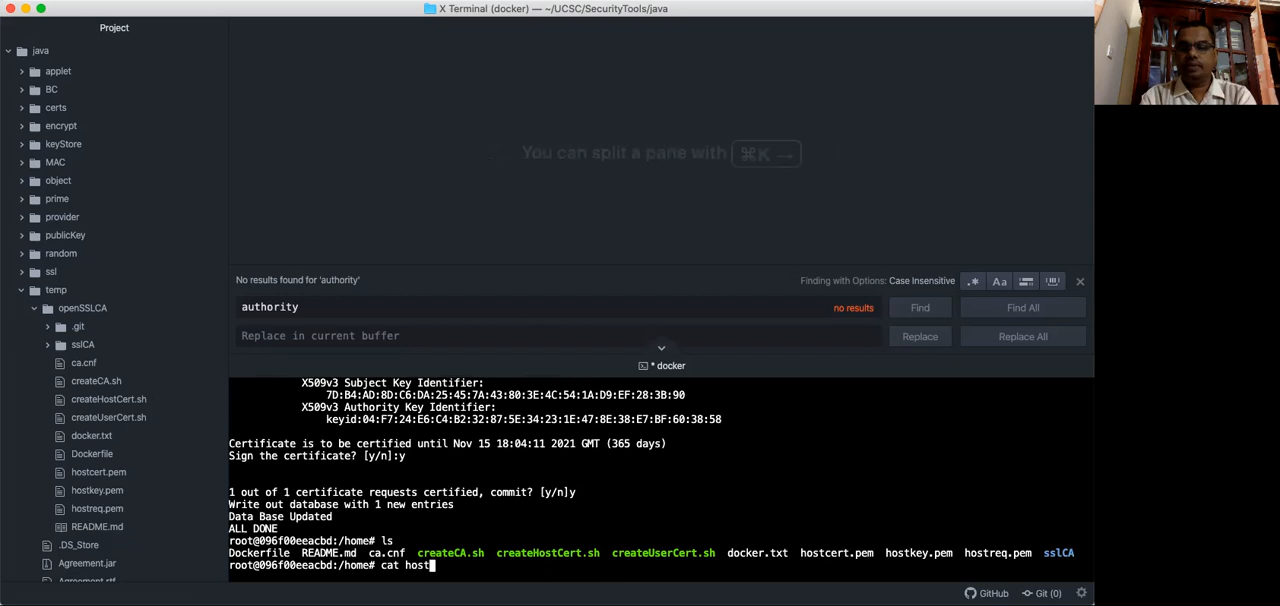 X Terminal (docker) — ~/UCSC/SecurityTools/java
Project
java
applet
BC
certs
encrypt
keyStore
MAC
object
prime
provider
publicKey
random
ssl
temp
openSSLCA
.git
sslCA
ca.cnf
createCA.sh
createHostCert.sh
createUserCert.sh
docker.txt
Dockerfile
hostcert.pem
hostkey.pem
hostreq.pem
README.md
.DS_Store
Agreement.jar
Agreement.rtf
You can split a pane with ⌘K →
No results found for 'authority'
Finding with Options: Case Insensitive
.* Aa
authority
no results
Find
Find All
Replace in current buffer
Replace
Replace All
* docker
X509v3 Subject Key Identifier:
7D:B4:AD:8D:C6:DA:25:45:7A:43:80:3E:4C:54:1A:D9:EF:28:3B:90
X509v3 Authority Key Identifier:
keyid:04:F7:24:E6:C4:B2:32:87:5E:34:23:1E:47:8E:38:E7:BF:60:38:58
Certificate is to be certified until Nov 15 18:04:11 2021 GMT (365 days)
Sign the certificate? [y/n]:y
1 out of 1 certificate requests certified, commit? [y/n]y
Write out database with 1 new entries
Data Base Updated
ALL DONE
root@096f00eeacbd:/home# ls
Dockerfile README.md ca.cnf createCA.sh createHostCert.sh createUserCert.sh docker.txt hostcert.pem hostkey.pem hostreq.pem sslCA
root@096f00eeacbd:/home# cat host
GitHub
Git (0)